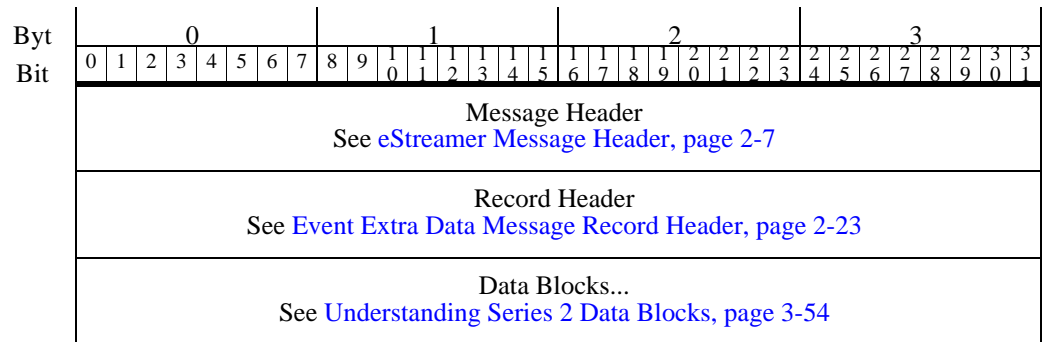 Byt 0 1 2 3
Bit 0 1 2 3 4 5 6 7 8 9 10 11 12 13 14 15 16 17 18 19 20 21 22 23 24 25 26 27 28 29 30 31
Message Header
See eStreamer Message Header, page 2-7
Record Header
See Event Extra Data Message Record Header, page 2-23
Data Blocks...
See Understanding Series 2 Data Blocks, page 3-54